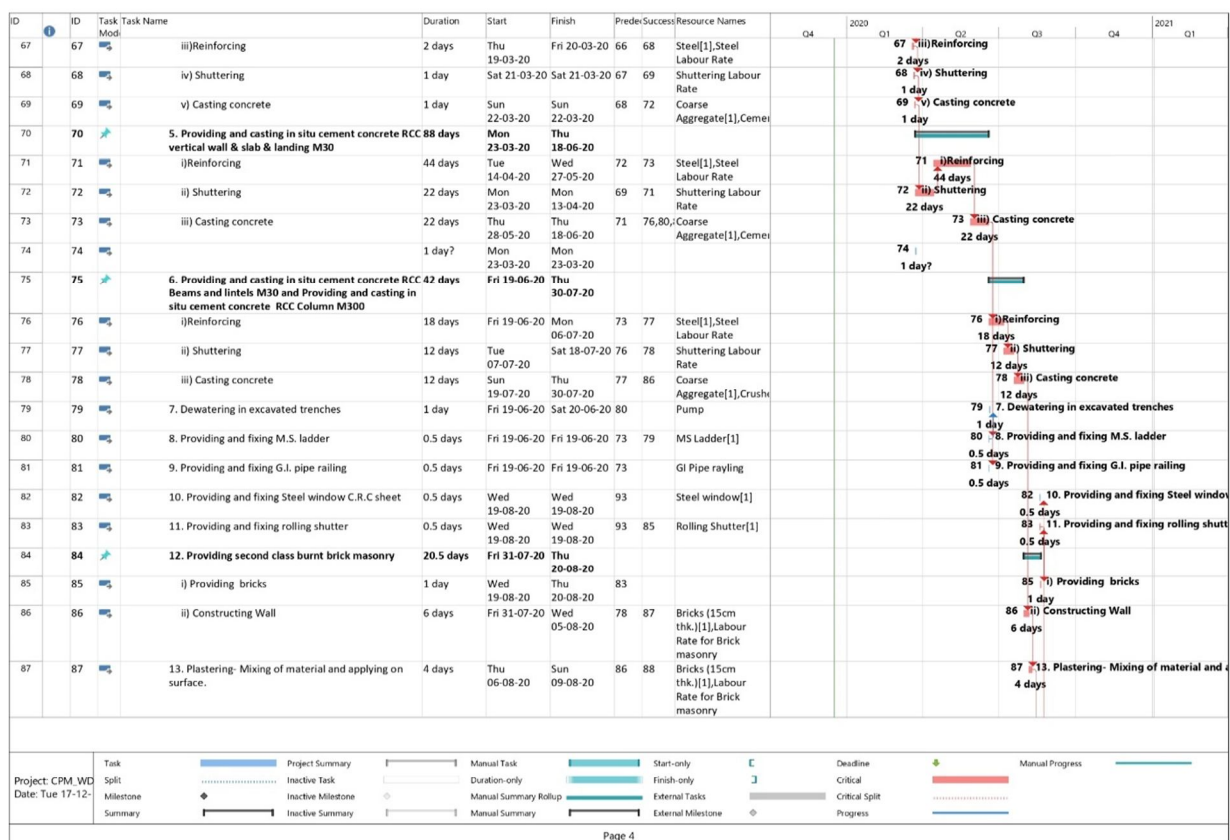 ID ID Task Mode Task Name Duration Start Finish Prede Success Resource Names 2020 2021
Q4 Q1 Q2 Q3 Q4 Q1
67 67 iii)Reinforcing 2 days Thu 19-03-20 Fri 20-03-20 66 68 Steel[1],Steel Labour Rate 67 iii)Reinforcing
2 days
68 68 iv) Shuttering 1 day Sat 21-03-20 Sat 21-03-20 67 69 Shuttering Labour Rate 68 iv) Shuttering
1 day
69 69 v) Casting concrete 1 day Sun 22-03-20 Sun 22-03-20 68 72 Coarse Aggregate[1],Cemen 69 v) Casting concrete
1 day
70 70 5. Providing and casting in situ cement concrete RCC vertical wall & slab & landing M30 88 days Mon 23-03-20 Thu 18-06-20
71 71 i)Reinforcing 44 days Tue 14-04-20 Wed 27-05-20 72 73 Steel[1],Steel Labour Rate 71 i)Reinforcing
44 days
72 72 ii) Shuttering 22 days Mon 23-03-20 Mon 13-04-20 69 71 Shuttering Labour Rate 72 ii) Shuttering
22 days
73 73 iii) Casting concrete 22 days Thu 28-05-20 Thu 18-06-20 71 76,80, Coarse Aggregate[1],Cemen 73 iii) Casting concrete
22 days
74 74 1 day? Mon 23-03-20 Mon 23-03-20 74
1 day?
75 75 6. Providing and casting in situ cement concrete RCC Beams and lintels M30 and Providing and casting in situ cement concrete RCC Column M300 42 days Fri 19-06-20 Thu 30-07-20
76 76 i)Reinforcing 18 days Fri 19-06-20 Mon 06-07-20 73 77 Steel[1],Steel Labour Rate 76 i)Reinforcing
18 days
77 77 ii) Shuttering 12 days Tue 07-07-20 Sat 18-07-20 76 78 Shuttering Labour Rate 77 ii) Shuttering
12 days
78 78 iii) Casting concrete 12 days Sun 19-07-20 Thu 30-07-20 77 86 Coarse Aggregate[1],Crushe 78 iii) Casting concrete
12 days
79 79 7. Dewatering in excavated trenches 1 day Fri 19-06-20 Sat 20-06-20 80 Pump 79 7. Dewatering in excavated trenches
1 day
80 80 8. Providing and fixing M.S. ladder 0.5 days Fri 19-06-20 Fri 19-06-20 73 79 MS Ladder[1] 80 8. Providing and fixing M.S. ladder
0.5 days
81 81 9. Providing and fixing G.I. pipe railing 0.5 days Fri 19-06-20 Fri 19-06-20 73 GI Pipe rayling 81 9. Providing and fixing G.I. pipe railing
0.5 days
82 82 10. Providing and fixing Steel window C.R.C sheet 0.5 days Wed 19-08-20 Wed 19-08-20 93 Steel window[1] 82 10. Providing and fixing Steel windov
0.5 days
83 83 11. Providing and fixing rolling shutter 0.5 days Wed 19-08-20 Wed 19-08-20 93 85 Rolling Shutter[1] 83 11. Providing and fixing rolling shutt
0.5 days
84 84 12. Providing second class burnt brick masonry 20.5 days Fri 31-07-20 Thu 20-08-20
85 85 i) Providing bricks 1 day Wed 19-08-20 Thu 20-08-20 83 85 i) Providing bricks
1 day
86 86 ii) Constructing Wall 6 days Fri 31-07-20 Wed 05-08-20 78 87 Bricks (15cm thk.)[1],Labour Rate for Brick masonry 86 ii) Constructing Wall
6 days
87 87 13. Plastering- Mixing of material and applying on surface. 4 days Thu 06-08-20 Sun 09-08-20 86 88 Bricks (15cm thk.)[1],Labour Rate for Brick masonry 87 13. Plastering- Mixing of material and a
4 days
Project: CPM_WD
Date: Tue 17-12-
Task Project Summary Manual Task Start-only Deadline Manual Progress
Split Inactive Task Duration-only Finish-only Critical
Milestone Inactive Milestone Manual Summary Rollup External Tasks Critical Split
Summary Inactive Summary Manual Summary External Milestone Progress
Page 4